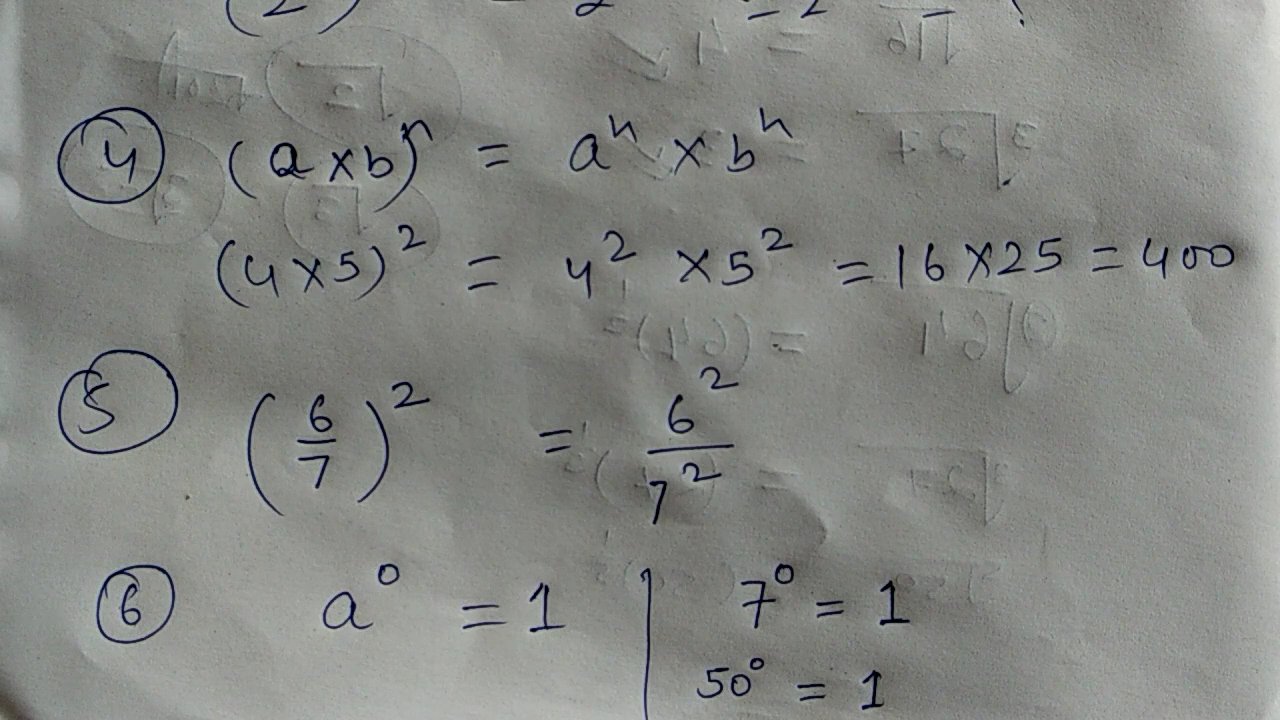 ④ (a×b)ⁿ = aⁿ × bⁿ
(4×5)² = 4² × 5² = 16×25 = 400
⑤ (6/7)² = 6²/7²
⑥ a⁰ = 1 | 7⁰ = 1
50⁰ = 1